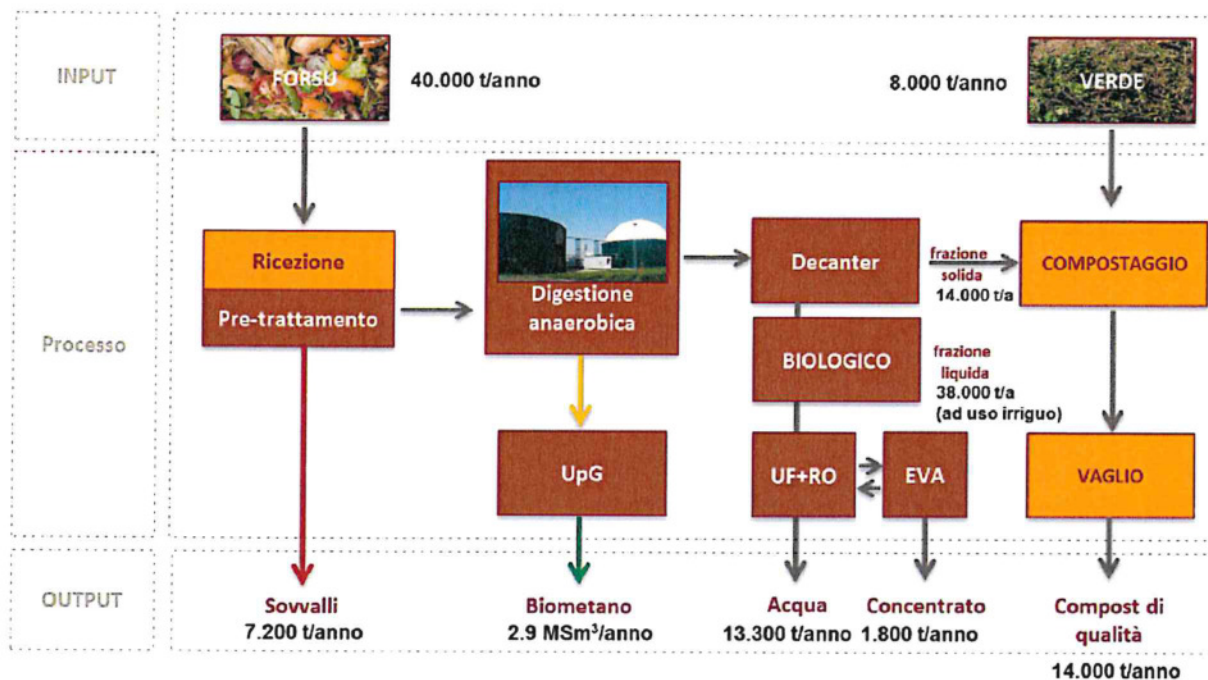 INPUT
FORSU
40.000 t/anno
8.000 t/anno
VERDE
Processo
Ricezione
Pre-trattamento
Digestione
anaerobica
Decanter
frazione
solida
14.000 t/a
COMPOSTAGGIO
BIOLOGICO
frazione
liquida
38.000 t/a
(ad uso irriguo)
UpG
UF+RO
EVA
VAGLIO
OUTPUT
Sovvalli
7.200 t/anno
Biometano
2.9 MSm³/anno
Acqua
13.300 t/anno
Concentrato
1.800 t/anno
Compost di
qualità
14.000 t/anno